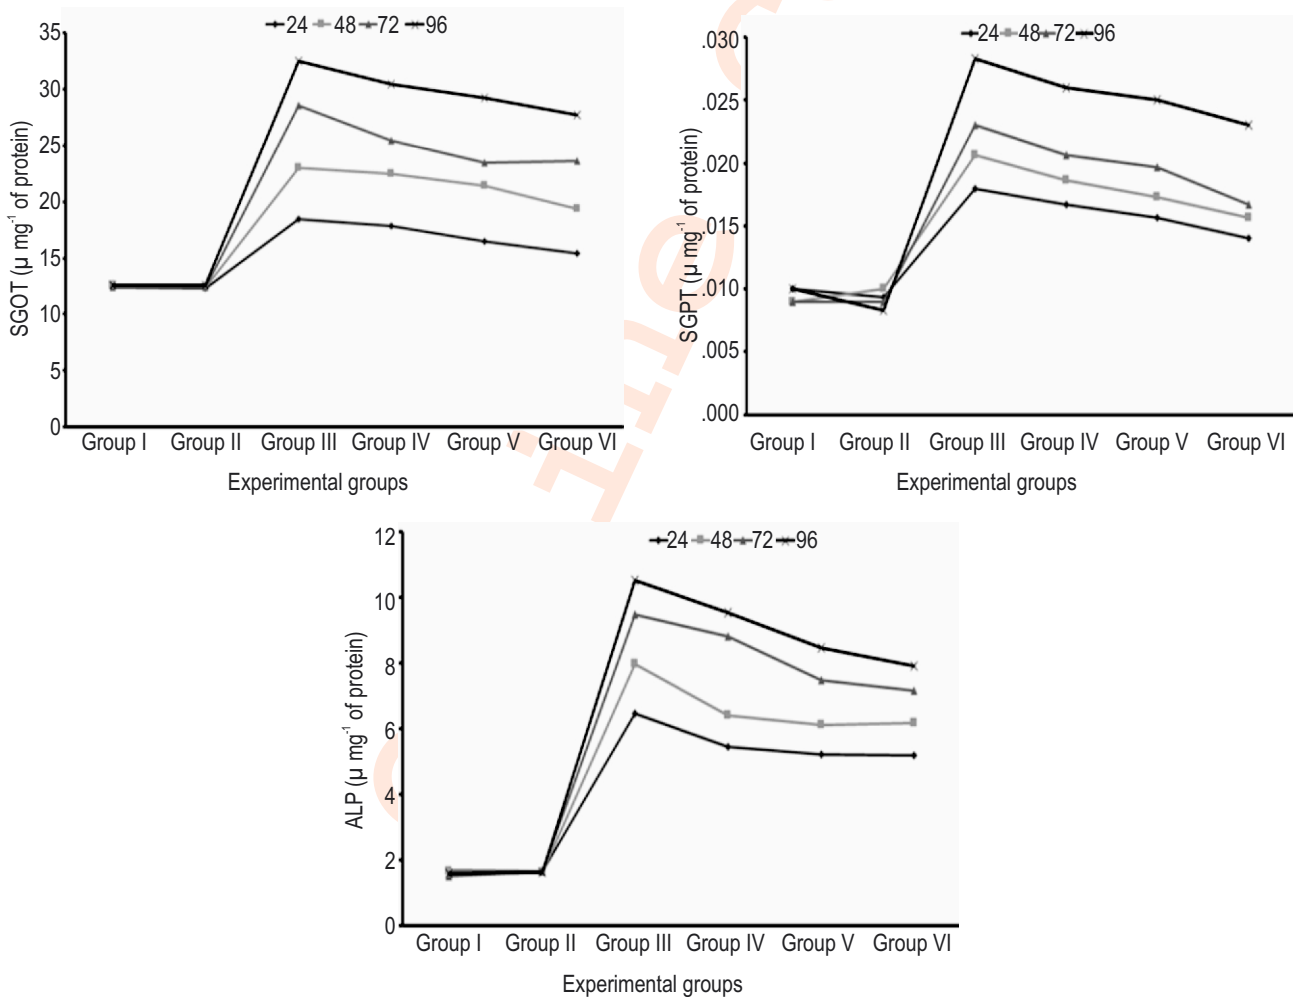 24 48 72 96
35
30
25
20
15
10
5
0
SGOT (µ mg-1 of protein)
Group I Group II Group III Group IV Group V Group VI
Experimental groups
24 48 72 96
.030
.025
.020
.015
.010
.005
.000
SGPT (µ mg-1 of protein)
Group I Group II Group III Group IV Group V Group VI
Experimental groups
24 48 72 96
12
10
8
6
4
2
0
ALP (µ mg-1 of protein)
Group I Group II Group III Group IV Group V Group VI
Experimental groups